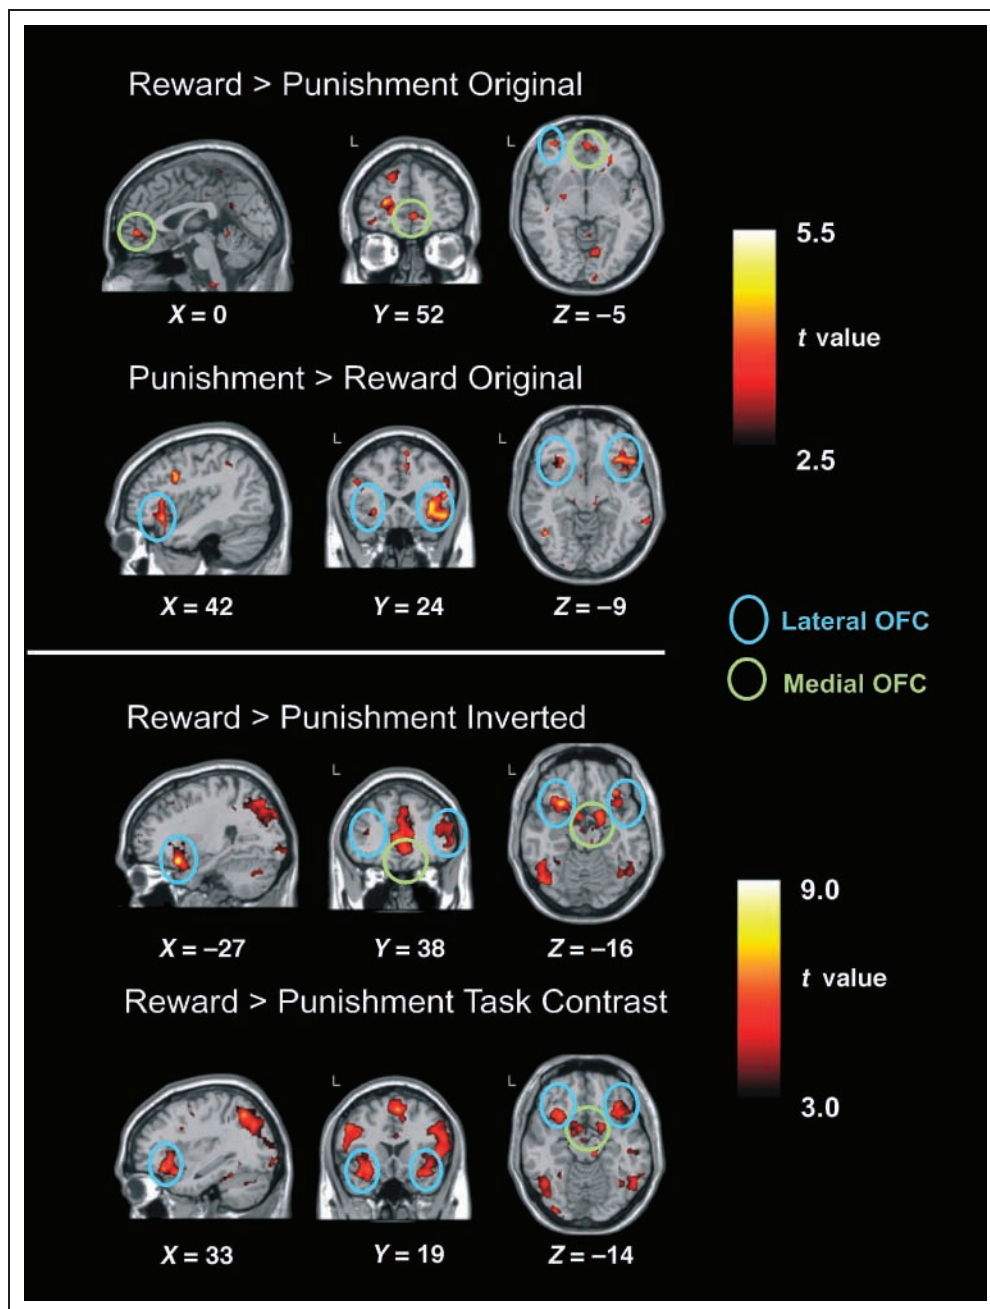 Reward > Punishment Original
L
L
X = 0
Y = 52
Z = –5
5.5
t value
2.5
Punishment > Reward Original
L
L
X = 42
Y = 24
Z = –9
Lateral OFC
Medial OFC
Reward > Punishment Inverted
L
L
X = –27
Y = 38
Z = –16
9.0
t value
3.0
Reward > Punishment Task Contrast
L
L
X = 33
Y = 19
Z = –14